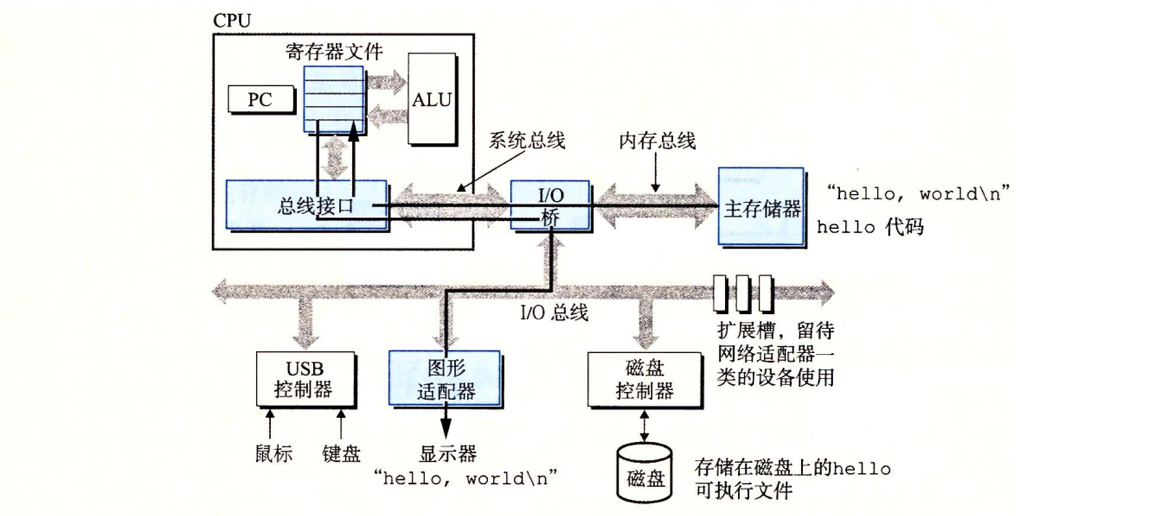 CPU
寄存器文件
PC
ALU
系统总线
内存总线
总线接口
I/O
桥
主存储器
“hello, world\n”
hello 代码
I/O 总线
扩展槽，留待
网络适配器一
类的设备使用
USB
控制器
图形
适配器
磁盘
控制器
鼠标
键盘
显示器
“hello, world\n”
磁盘
存储在磁盘上的hello
可执行文件